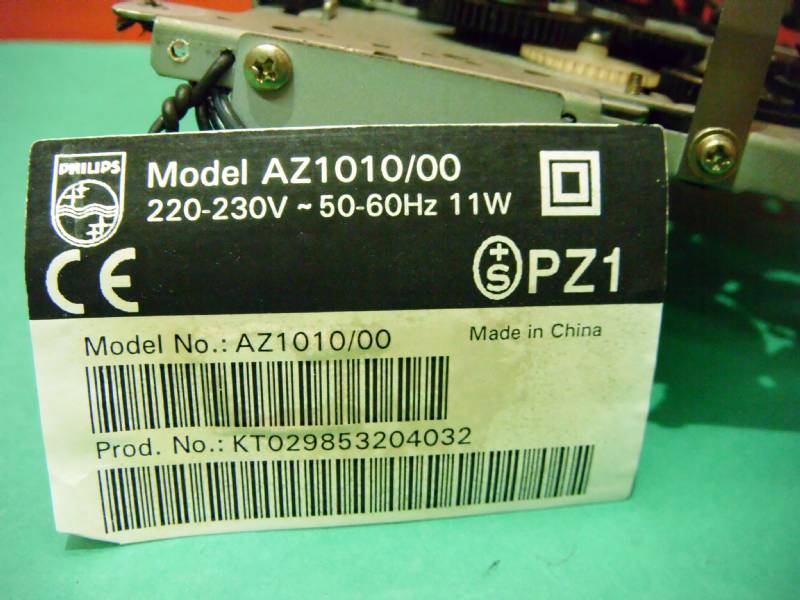 PHILIPS
Model AZ1010/00
220-230V ~ 50-60Hz 11W
CE
+S PZ1
Model No.: AZ1010/00
Made in China
Prod. No.: KT029853204032